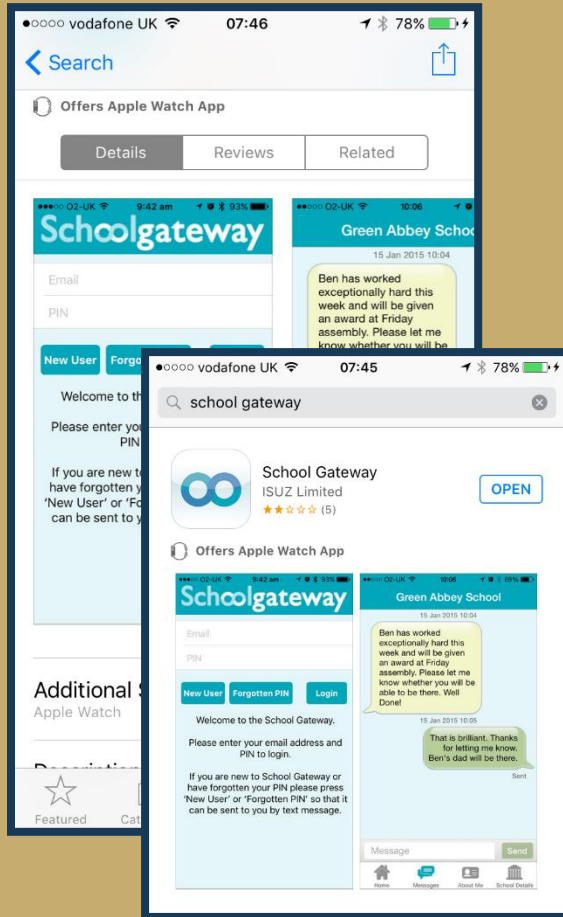 vodafone UK 07:46 78%
Search
Offers Apple Watch App
Details Reviews Related
O2-UK 9:42 am 93%
Schoolgateway
Email
PIN
New User
Welcome to
Please enter
PIN
If you are new
have forgotten
'New User' or
can be sent to
O2-UK 10:06
Green Abbey
15 Jan 2015 10:04
Ben has worked
exceptionally hard this
week and will be given
an award at Friday
assembly. Please let me
know whether you will be
Additional
Apple Watch
Featured
vodafone UK 07:45 78%
school gateway
School Gateway
ISUZ Limited
(5)
OPEN
Offers Apple Watch App
O2-UK 9:42 am 93%
Schoolgateway
Email
PIN
New User Forgotten PIN Login
Welcome to the School Gateway.
Please enter your email address and
PIN to login.
If you are new to School Gateway or
have forgotten your PIN please press
'New User' or 'Forgotten PIN' so that it
can be sent to you by text message.
O2-UK 10:06 89%
Green Abbey School
15 Jan 2015 10:04
Ben has worked
exceptionally hard this
week and will be given
an award at Friday
assembly. Please let me
know whether you will be
able to be there. Well
Done!
15 Jan 2015 10:05
That is brilliant. Thanks
for letting me know.
Ben's dad will be there.
Sent
Message Send
Home Messages About Me School Details